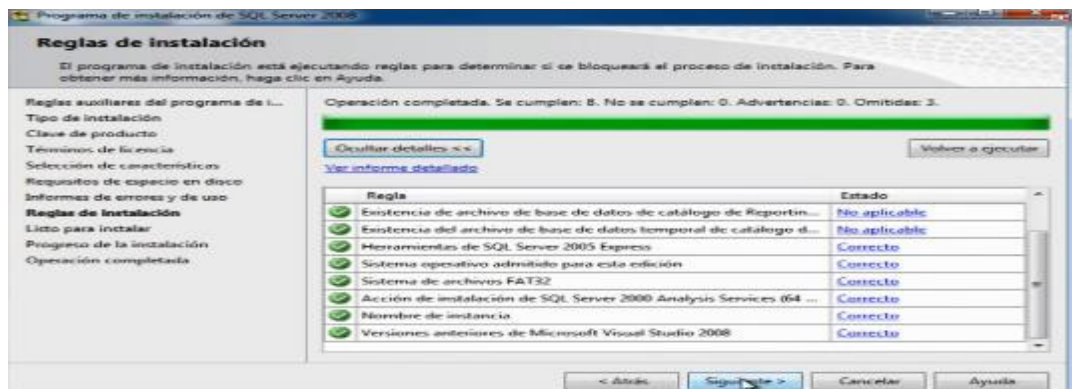 Programa de instalación de SQL Server 2008
Reglas de instalación
El programa de instalación está ejecutando reglas para determinar si se bloqueará el proceso de instalación. Para
obtener más información, haga clic en Ayuda.
Reglas auxiliares del programa de i...
Tipo de instalación
Clave de producto
Términos de licencia
Selección de características
Requisitos de espacio en disco
Informes de errores y de uso
Reglas de instalación
Listo para instalar
Progreso de la instalación
Operación completada
Operación completada. Se cumplen: 8. No se cumplen: 0. Advertencias: 0. Omitidas: 3.
Ocultar detalles << Volver a ejecutar
Ver informe detallado
Regla Estado
Existencia de archivo de base de datos de catálogo de Reportin... No aplicable
Existencia del archivo de base de datos temporal de catálogo d... No aplicable
Herramientas de SQL Server 2005 Express Correcto
Sistema operativo admitido para esta edición Correcto
Sistema de archivos FAT32 Correcto
Acción de instalación de SQL Server 2000 Analysis Services (64 ... Correcto
Nombre de instancia Correcto
Versiones anteriores de Microsoft Visual Studio 2008 Correcto
< Atrás Siguiente > Cancelar Ayuda